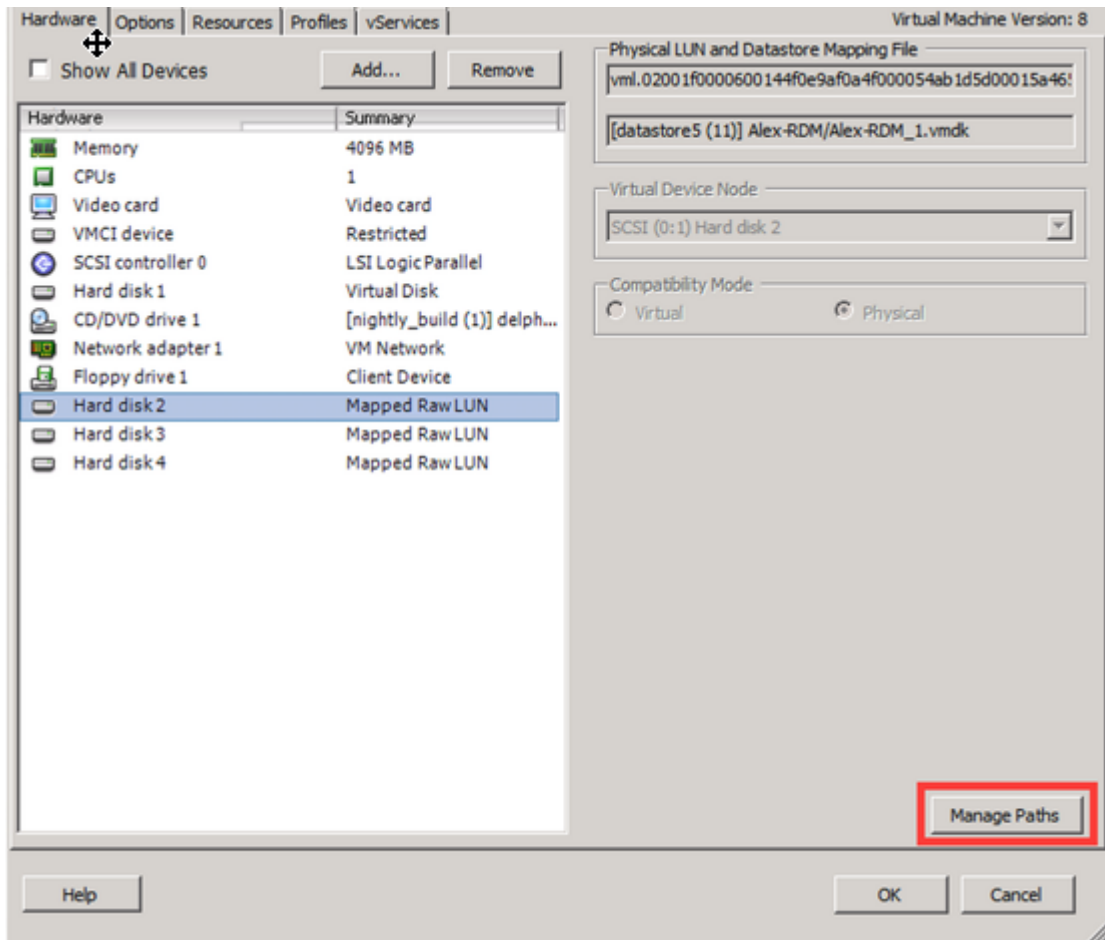 Hardware Options Resources Profiles vServices Virtual Machine Version: 8
Show All Devices Add... Remove
Hardware Summary
Memory 4096 MB
CPUs 1
Video card Video card
VMCI device Restricted
SCSI controller 0 LSI Logic Parallel
Hard disk 1 Virtual Disk
CD/DVD drive 1 [nightly_build (1)] delph...
Network adapter 1 VM Network
Floppy drive 1 Client Device
Hard disk 2 Mapped Raw LUN
Hard disk 3 Mapped Raw LUN
Hard disk 4 Mapped Raw LUN
Physical LUN and Datastore Mapping File
vml.02001f0000600144f0e9af0a4f000054ab1d5d00015a465
[datastore5 (11)] Alex-RDM/Alex-RDM_1.vmdk
Virtual Device Node
SCSI (0:1) Hard disk 2
Compatibility Mode
Virtual Physical
Manage Paths
Help OK Cancel